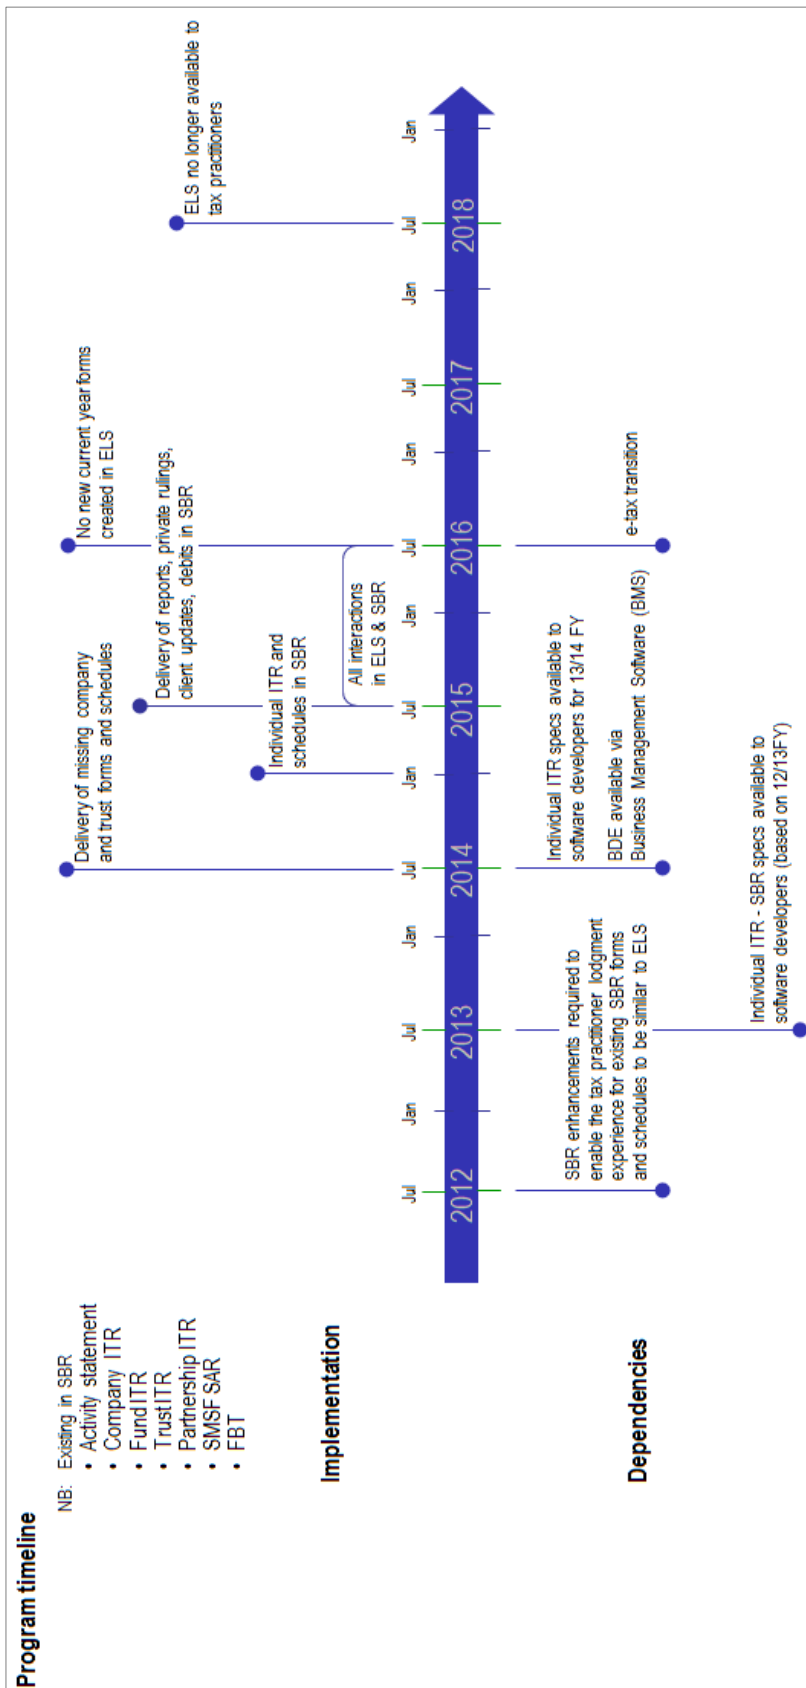 Program timeline
NB: Existing in SBR
• Activity statement
• Company ITR
• Fund ITR
• Trust ITR
• Partnership ITR
• SMSF SAR
• FBT
Implementation
Delivery of missing company
and trust forms and schedules
Individual ITR and
schedules in SBR
Delivery of reports, private rulings,
client updates, debits in SBR
All interactions
in ELS & SBR
No new current year forms
created in ELS
ELS no longer available to
tax practitioners
Jul
Jan
Jul
Jan
Jul
Jan
Jul
Jan
Jul
Jan
Jul
Jan
Jul
Jan
2012
2013
2014
2015
2016
2017
2018
Dependencies
SBR enhancements required to
enable the tax practitioner lodgment
experience for existing SBR forms
and schedules to be similar to ELS
Individual ITR - SBR specs available to
software developers (based on 12/13FY)
Individual ITR specs available to
software developers for 13/14 FY
BDE available via
Business Management Software (BMS)
e-tax transition